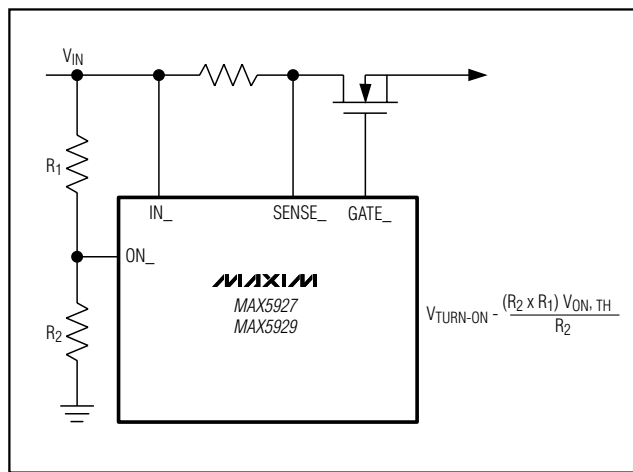 V_IN
R_1
IN_
SENSE_
GATE_
ON_
MAXIM
MAX5927
MAX5929
R_2
V_TURN-ON - (R_2 x R_1) V_ON, TH
R_2